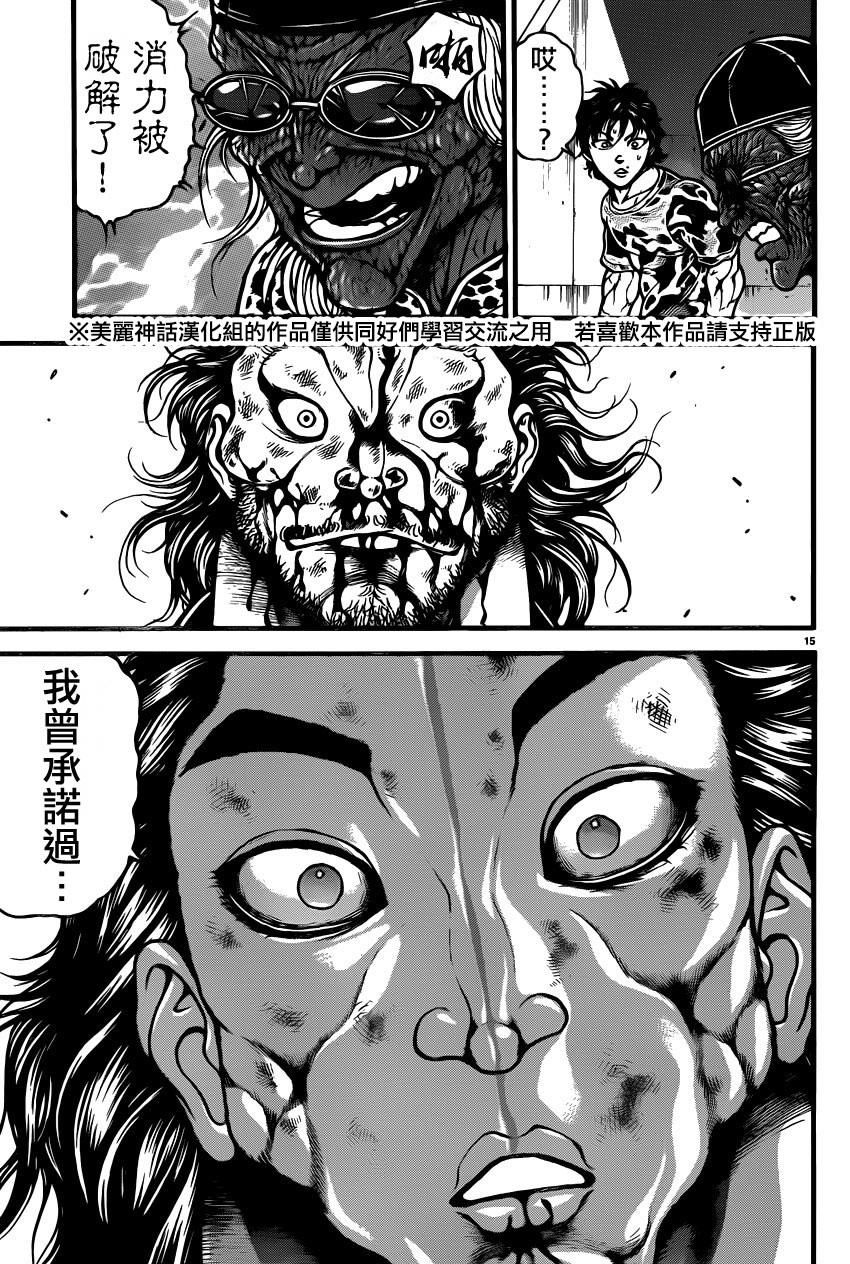 哎……？
啪
消力被
破解了！
※美麗神話漢化組的作品僅供同好們學習交流之用　若喜歡本作品請支持正版
15
我曾承諾過…